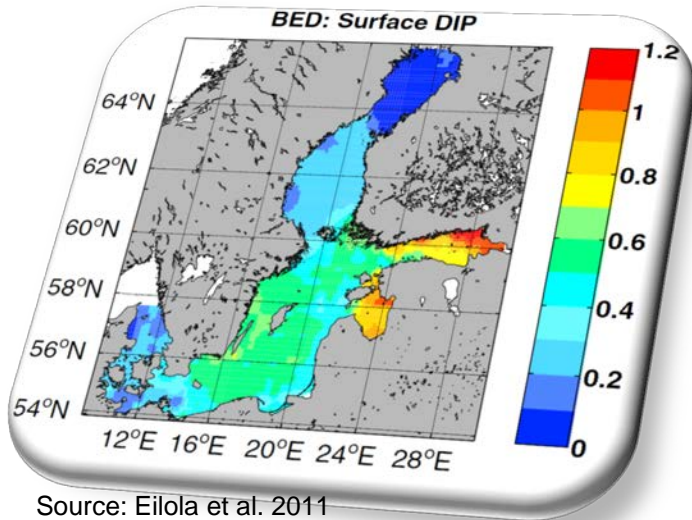 BED: Surface DIP
64°N
62°N
60°N
58°N
56°N
54°N
12°E 16°E 20°E 24°E 28°E
1.2
1
0.8
0.6
0.4
0.2
0
Source: Eilola et al. 2011